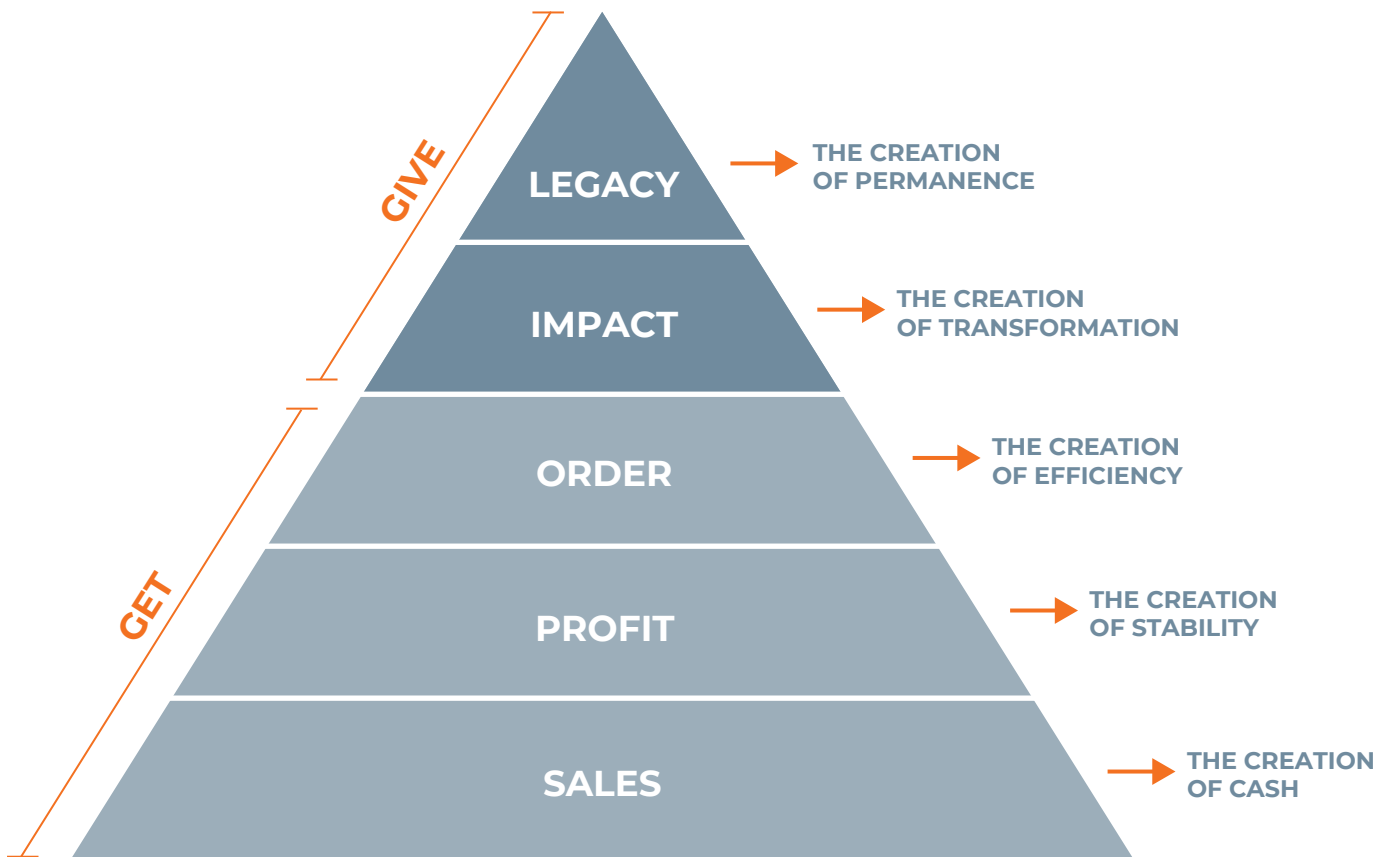 GIVE
LEGACY
THE CREATION
OF PERMANENCE
IMPACT
THE CREATION
OF TRANSFORMATION
GET
ORDER
THE CREATION
OF EFFICIENCY
PROFIT
THE CREATION
OF STABILITY
SALES
THE CREATION
OF CASH